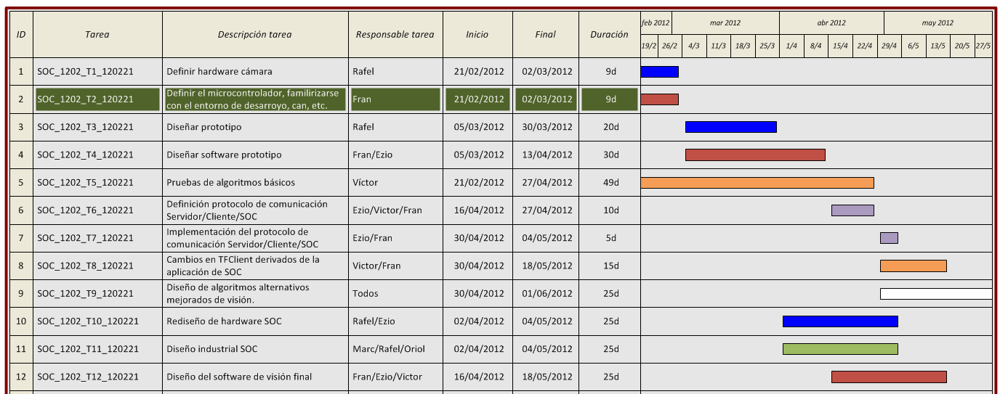 ID Tarea Descripción tarea Responsable tarea Inicio Final Duración feb 2012 mar 2012 abr 2012 may 2012
19/2 26/2 4/3 11/3 18/3 25/3 1/4 8/4 15/4 22/4 29/4 6/5 13/5 20/5 27/5
1 SOC_1202_T1_120221 Definir hardware cámara Rafel 21/02/2012 02/03/2012 9d
2 SOC_1202_T2_120221 Definir el microcontrolador, familirizarse
con el entorno de desarroyo, can, etc. Fran 21/02/2012 02/03/2012 9d
3 SOC_1202_T3_120221 Diseñar prototipo Rafel 05/03/2012 30/03/2012 20d
4 SOC_1202_T4_120221 Diseñar software prototipo Fran/Ezio 05/03/2012 13/04/2012 30d
5 SOC_1202_T5_120221 Pruebas de algoritmos básicos Víctor 21/02/2012 27/04/2012 49d
6 SOC_1202_T6_120221 Definición protocolo de comunicación
Servidor/Cliente/SOC Ezio/Victor/Fran 16/04/2012 27/04/2012 10d
7 SOC_1202_T7_120221 Implementación del protocolo de
comunicación Servidor/Cliente/SOC Ezio/Fran 30/04/2012 04/05/2012 5d
8 SOC_1202_T8_120221 Cambios en TFClient derivados de la
aplicación de SOC Victor/Fran 30/04/2012 18/05/2012 15d
9 SOC_1202_T9_120221 Diseño de algoritmos alternativos
mejorados de visión. Todos 30/04/2012 01/06/2012 25d
10 SOC_1202_T10_120221 Rediseño de hardware SOC Rafel/Ezio 02/04/2012 04/05/2012 25d
11 SOC_1202_T11_120221 Diseño industrial SOC Marc/Rafel/Oriol 02/04/2012 04/05/2012 25d
12 SOC_1202_T12_120221 Diseño del software de visión final Fran/Ezio/Victor 16/04/2012 18/05/2012 25d